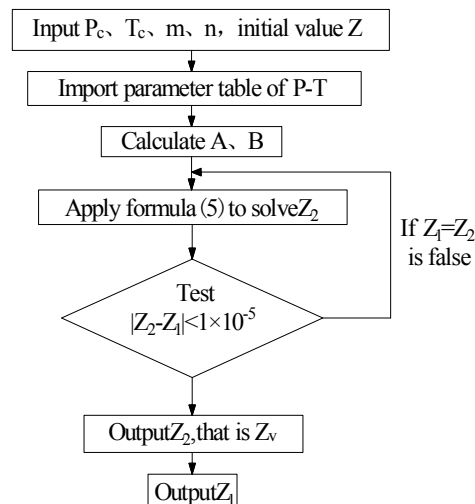 Input Pc、Tc、m、n，initial value Z
Import parameter table of P-T
Calculate A、B
Apply formula (5) to solveZ2
If Z1=Z2
is false
Test
|Z2-Z1|<1×10-5
OutputZ2,that is Zv
OutputZl